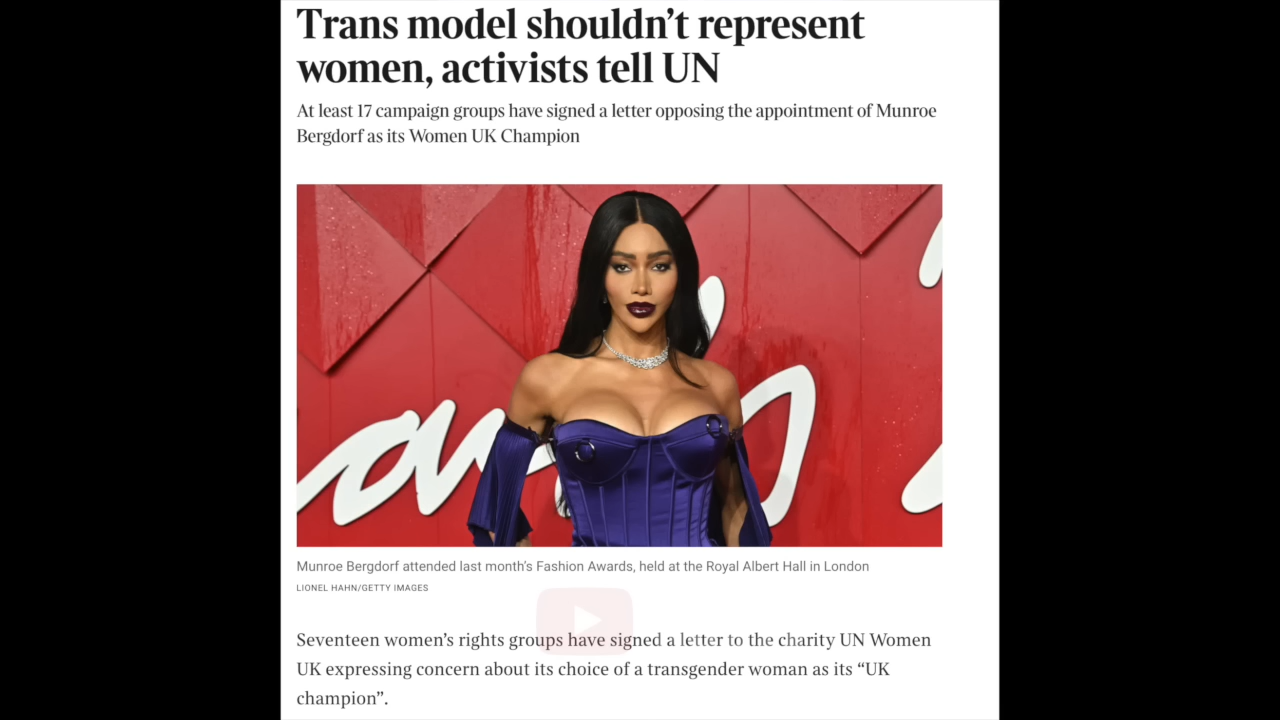 Trans model shouldn’t represent
women, activists tell UN
At least 17 campaign groups have signed a letter opposing the appointment of Munroe
Bergdorf as its Women UK Champion
Munroe Bergdorf attended last month’s Fashion Awards, held at the Royal Albert Hall in London
LIONEL HAHN/GETTY IMAGES
Seventeen women’s rights groups have signed a letter to the charity UN Women
UK expressing concern about its choice of a transgender woman as its “UK
champion”.